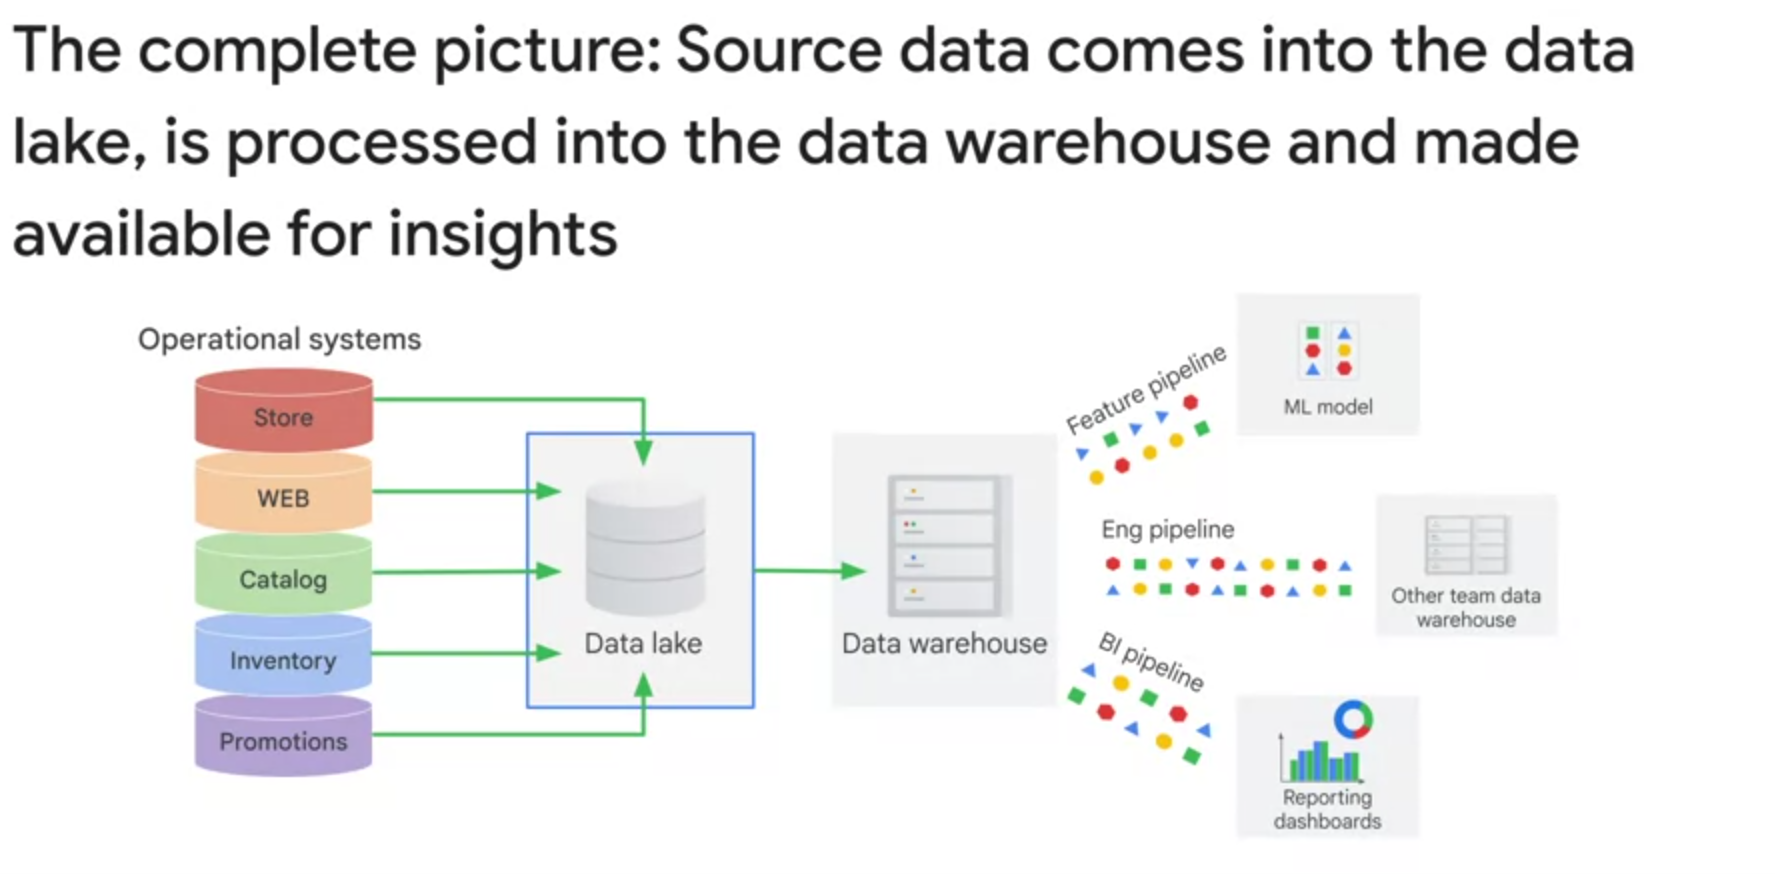 The complete picture: Source data comes into the data
lake, is processed into the data warehouse and made
available for insights
Operational systems
Store
WEB
Catalog
Inventory
Promotions
Data lake
Data warehouse
Feature pipeline
ML model
Eng pipeline
Other team data
warehouse
BI pipeline
Reporting
dashboards